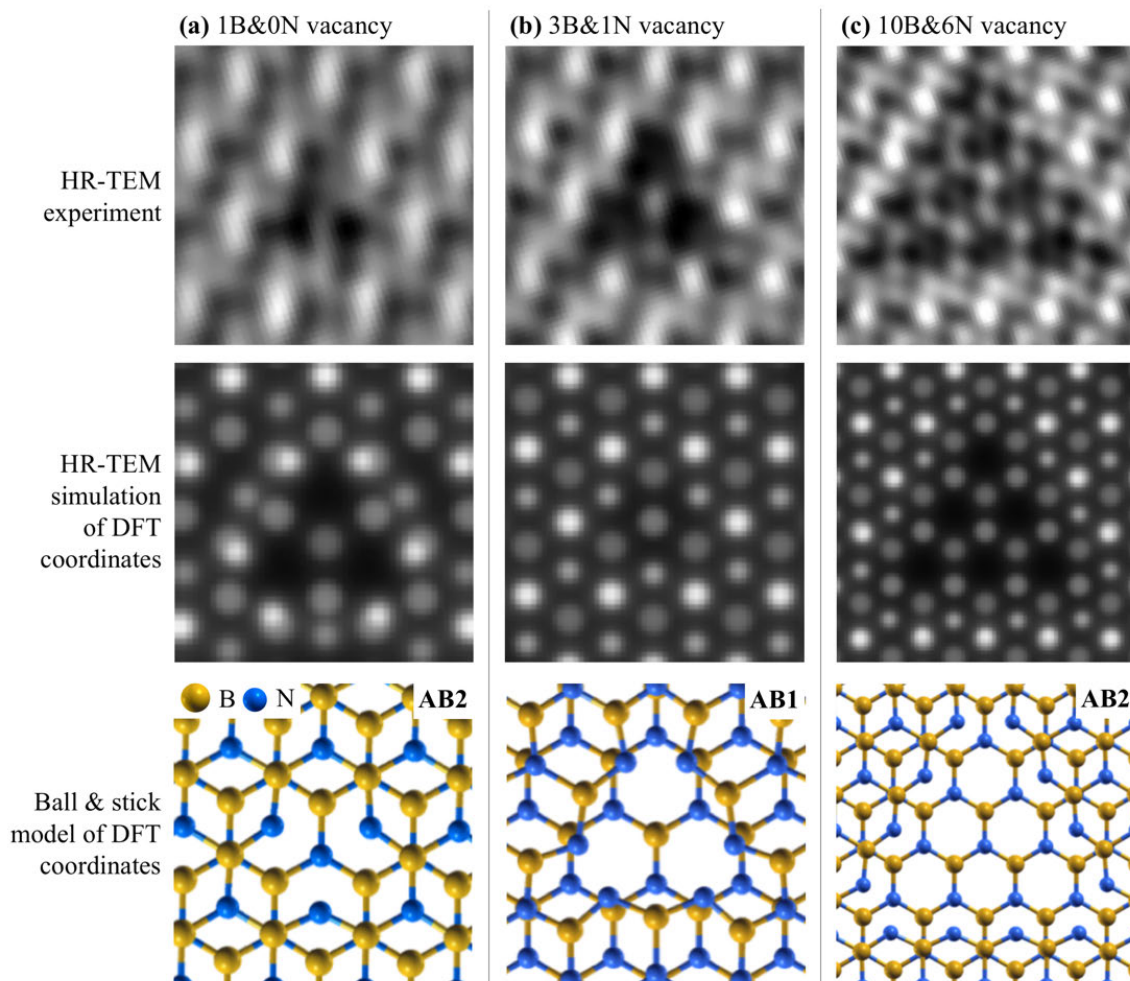 (a) 1B&0N vacancy
(b) 3B&1N vacancy
(c) 10B&6N vacancy
HR-TEM
experiment
HR-TEM
simulation
of DFT
coordinates
B N AB2
AB1
AB2
Ball & stick
model of DFT
coordinates